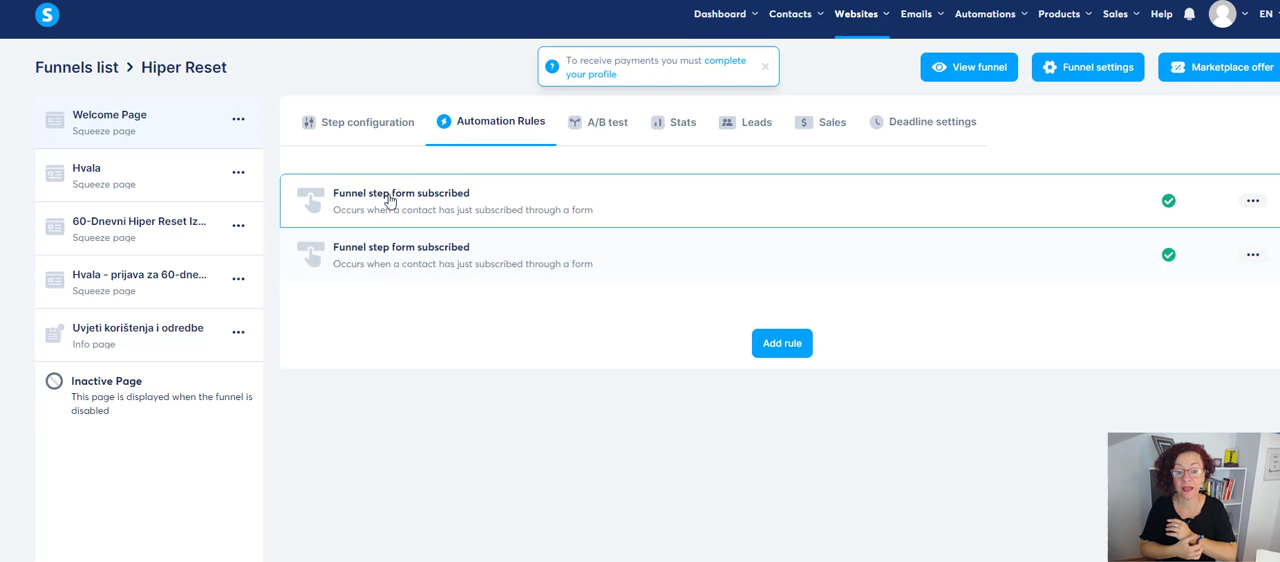 S
Dashboard Contacts Websites Emails Automations Products Sales Help EN
To receive payments you must complete
your profile
Funnels list > Hiper Reset
View funnel
Funnel settings
Marketplace offer
Welcome Page
Squeeze page
Hvala
Squeeze page
60-Dnevni Hiper Reset Iz...
Squeeze page
Hvala - prijava za 60-dne...
Squeeze page
Uvjeti korištenja i odredbe
Info page
Inactive Page
This page is displayed when the funnel is
disabled
Step configuration
Automation Rules
A/B test
Stats
Leads
Sales
Deadline settings
Funnel step form subscribed
Occurs when a contact has just subscribed through a form
Funnel step form subscribed
Occurs when a contact has just subscribed through a form
Add rule